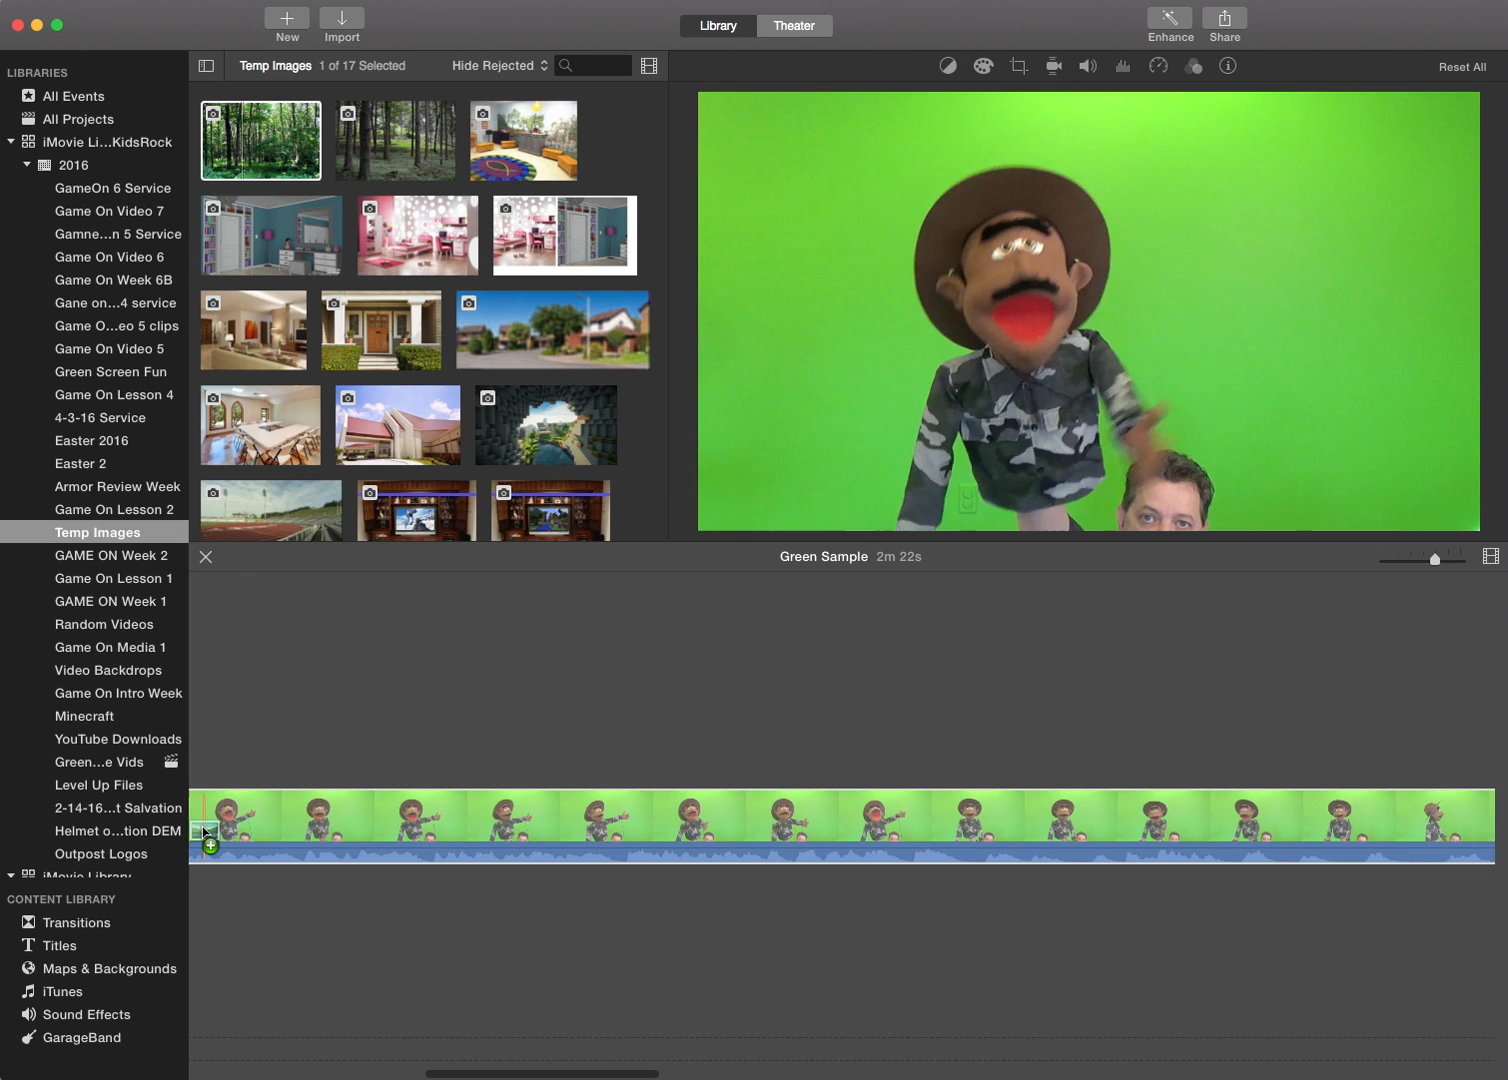 New
Import
Library
Theater
Enhance
Share
LIBRARIES
All Events
All Projects
iMovie Li...KidsRock
2016
GameOn 6 Service
Game On Video 7
Gamne...n 5 Service
Game On Video 6
Game On Week 6B
Gane on...4 service
Game O...eo 5 clips
Game On Video 5
Green Screen Fun
Game On Lesson 4
4-3-16 Service
Easter 2016
Easter 2
Armor Review Week
Game On Lesson 2
Temp Images
GAME ON Week 2
Game On Lesson 1
GAME ON Week 1
Random Videos
Game On Media 1
Video Backdrops
Game On Intro Week
Minecraft
YouTube Downloads
Green...e Vids
Level Up Files
2-14-16...t Salvation
Helmet o...tion DEM
Outpost Logos
iMovie Library
CONTENT LIBRARY
Transitions
Titles
Maps & Backgrounds
iTunes
Sound Effects
GarageBand
Temp Images 1 of 17 Selected
Hide Rejected
Reset All
Green Sample 2m 22s